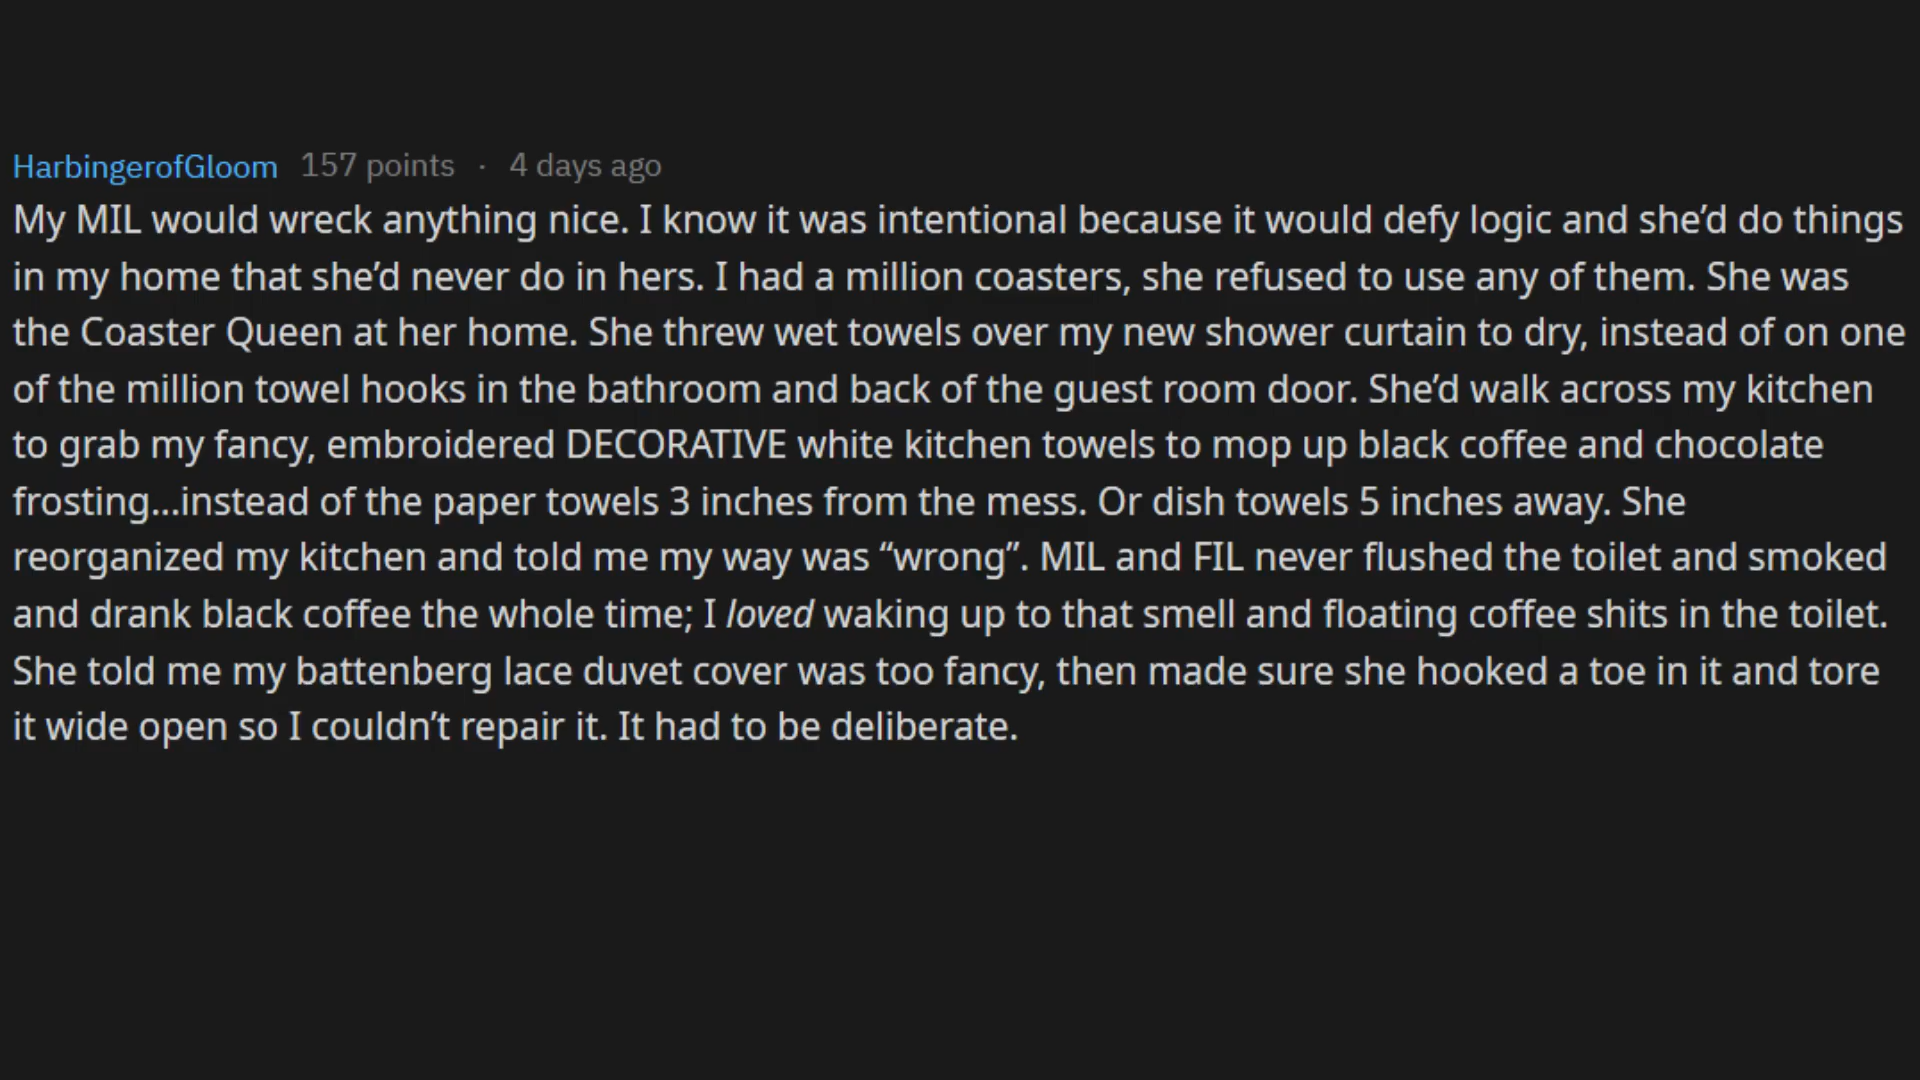 HarbingerofGloom 157 points · 4 days ago
My MIL would wreck anything nice. I know it was intentional because it would defy logic and she’d do things
in my home that she’d never do in hers. I had a million coasters, she refused to use any of them. She was
the Coaster Queen at her home. She threw wet towels over my new shower curtain to dry, instead of on one
of the million towel hooks in the bathroom and back of the guest room door. She’d walk across my kitchen
to grab my fancy, embroidered DECORATIVE white kitchen towels to mop up black coffee and chocolate
frosting...instead of the paper towels 3 inches from the mess. Or dish towels 5 inches away. She
reorganized my kitchen and told me my way was “wrong”. MIL and FIL never flushed the toilet and smoked
and drank black coffee the whole time; I loved waking up to that smell and floating coffee shits in the toilet.
She told me my battenberg lace duvet cover was too fancy, then made sure she hooked a toe in it and tore
it wide open so I couldn’t repair it. It had to be deliberate.